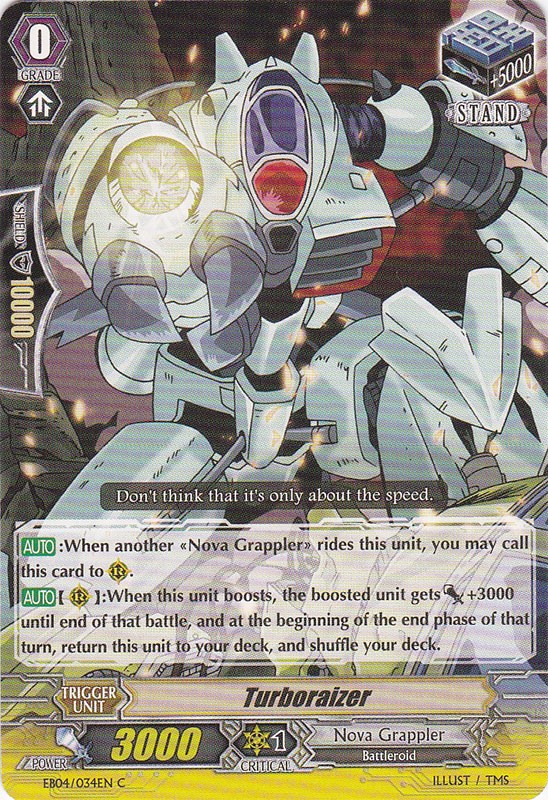 0
GRADE
+5000
STAND
SHIELD
10000
Don't think that it's only about the speed.
AUTO:When another «Nova Grappler» rides this unit, you may call
this card to R.
AUTO[ R ]:When this unit boosts, the boosted unit gets +3000
until end of that battle, and at the beginning of the end phase of that
turn, return this unit to your deck, and shuffle your deck.
TRIGGER
UNIT
Turboraizer
POWER
3000
1
CRITICAL
Nova Grappler
Battleroid
EB04/034EN C
ILLUST / TMS